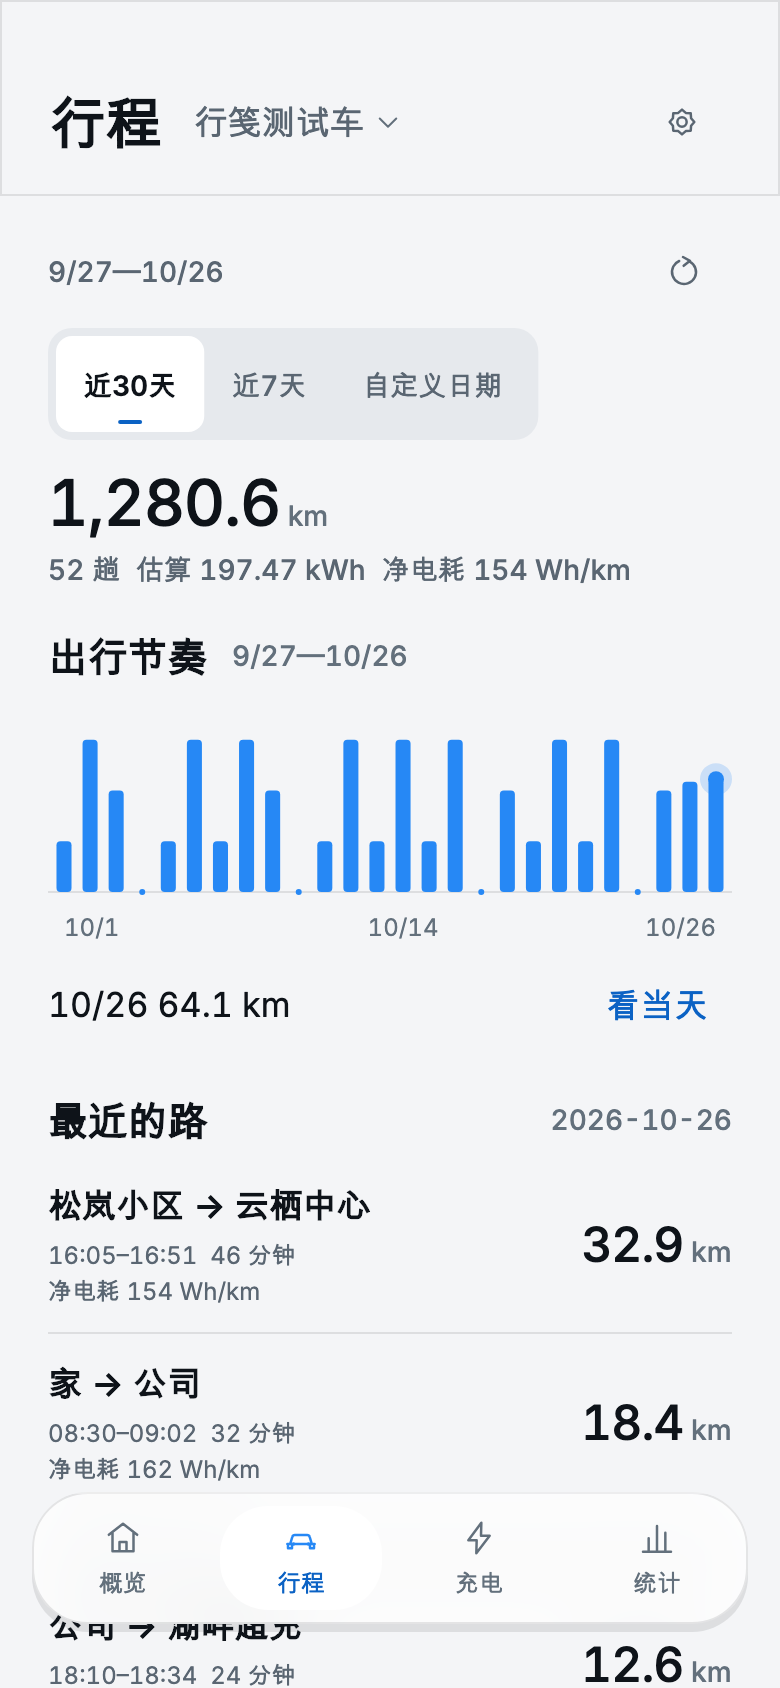 行程 行笺测试车
9/27—10/26
近30天 近7天 自定义日期
1,280.6 km
52 趟 估算 197.47 kWh 净电耗 154 Wh/km
出行节奏 9/27—10/26
10/1 10/14 10/26
10/26 64.1 km 看当天
最近的路 2026-10-26
松岚小区 → 云栖中心
32.9 km
16:05–16:51 46 分钟
净电耗 154 Wh/km
家 → 公司
18.4 km
08:30–09:02 32 分钟
净电耗 162 Wh/km
概览 行程 充电 统计
公司 → 湖畔超充
12.6 km
18:10–18:34 24 分钟